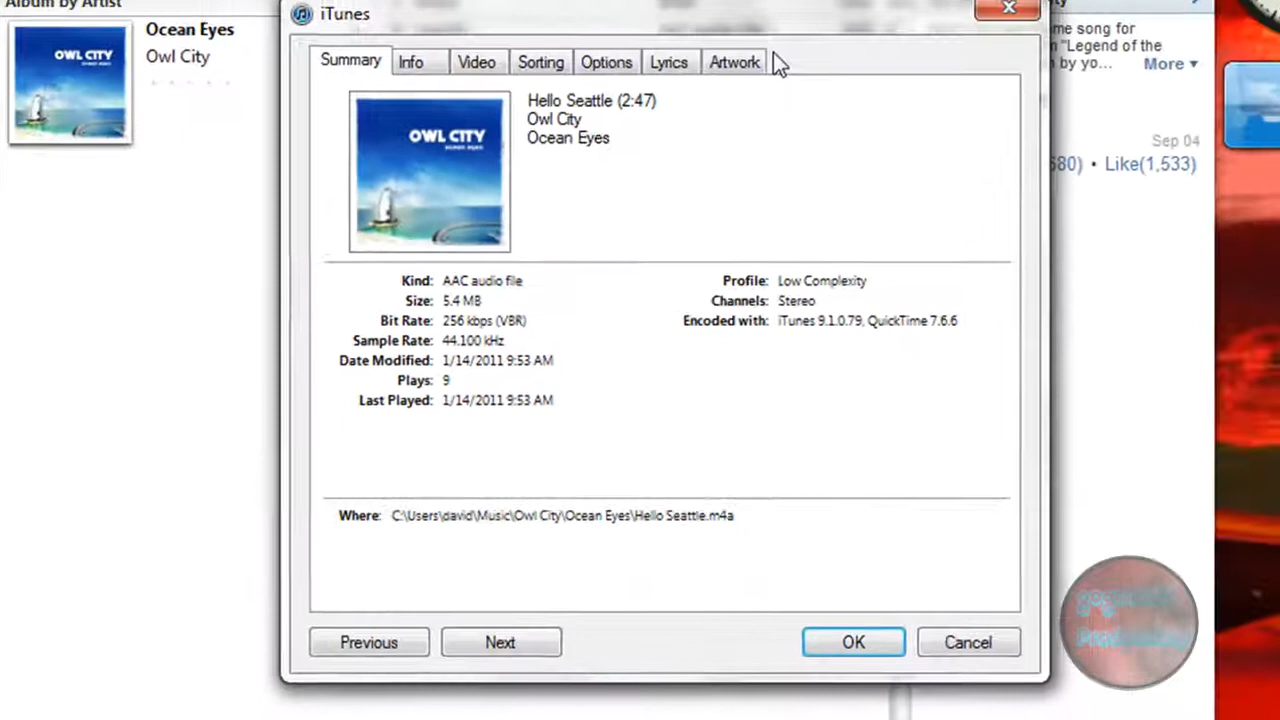 Album by Artist
Ocean Eyes
Owl City
OWL CITY
iTunes
Summary
Info
Video
Sorting
Options
Lyrics
Artwork
OWL CITY
Hello Seattle (2:47)
Owl City
Ocean Eyes
Kind: AAC audio file
Size: 5.4 MB
Bit Rate: 256 kbps (VBR)
Sample Rate: 44.100 kHz
Date Modified: 1/14/2011 9:53 AM
Plays: 9
Last Played: 1/14/2011 9:53 AM
Profile: Low Complexity
Channels: Stereo
Encoded with: iTunes 9.1.0.79, QuickTime 7.6.6
Where: C:\Users\david\Music\Owl City\Ocean Eyes\Hello Seattle.m4a
Previous
Next
OK
Cancel
me song for
"Legend of the
by yo... More
Sep 04
680) • Like(1,533)